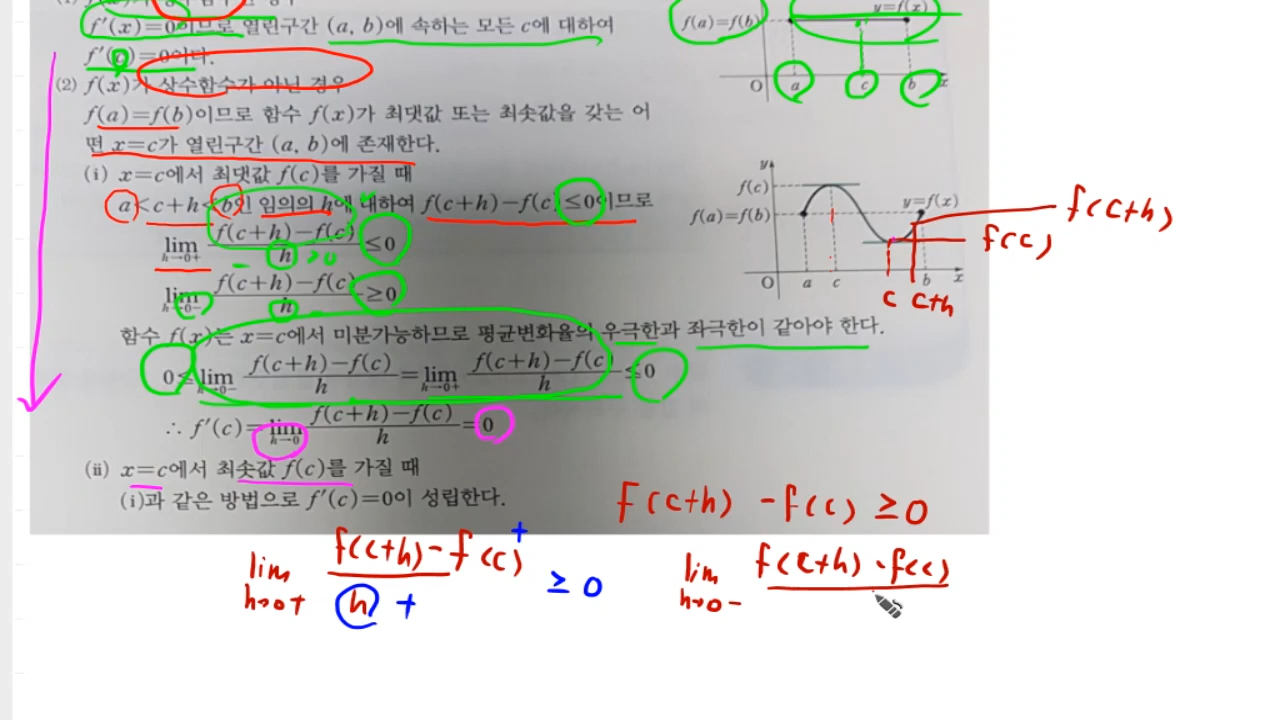 f′(x)=0이므로 열린구간 (a, b)에 속하는 모든 c에 대하여
f′(c)=0이다.
(2) f(x)가 상수함수가 아닌 경우
f(a)=f(b)이므로 함수 f(x)가 최댓값 또는 최솟값을 갖는 어
떤 x=c가 열린구간 (a, b)에 존재한다.
(i) x=c에서 최댓값 f(c)를 가질 때
a<c+h<b인 임의의 h에 대하여 f(c+h)-f(c)≤0이므로
lim h→0+ f(c+h)-f(c) / h ≤0
- h >0
lim h→0- f(c+h)-f(c) / h ≥0
함수 f(x)는 x=c에서 미분가능하므로 평균변화율의 우극한과 좌극한이 같아야 한다.
0≤ lim h→0- f(c+h)-f(c) / h = lim h→0+ f(c+h)-f(c) / h ≤0
∴ f′(c)= lim h→0 f(c+h)-f(c) / h =0
(ii) x=c에서 최솟값 f(c)를 가질 때
(i)과 같은 방법으로 f′(c)=0이 성립한다.
f(a)=f(b) y=f(x)
O a c b x
y
f(c)
f(a)=f(b) y=f(x)
O a c b x
f(c+h)
f(c)
c c+h
f(c+h) - f(c) ≥ 0
lim h→0+ f(c+h) - f(c) + / h + ≥ 0
lim h→0- f(c+h) - f(c)